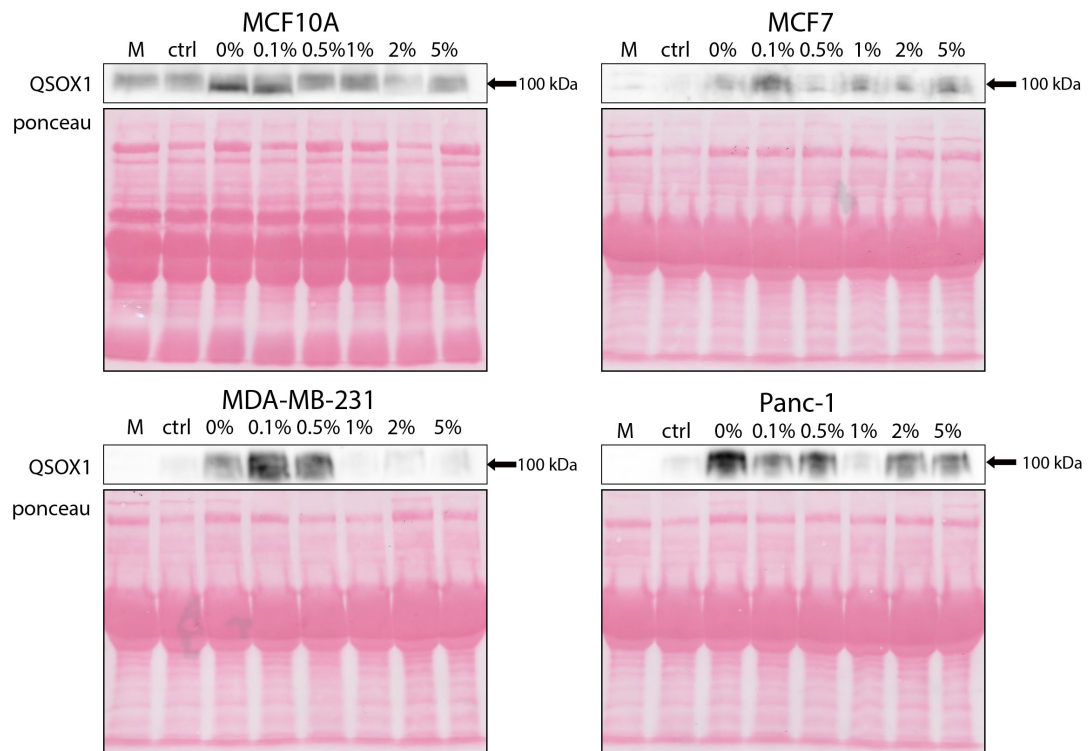 MCF10A
M ctrl 0% 0.1% 0.5% 1% 2% 5%
QSOX1
100 kDa
ponceau
MCF7
M ctrl 0% 0.1% 0.5% 1% 2% 5%
100 kDa
MDA-MB-231
M ctrl 0% 0.1% 0.5% 1% 2% 5%
QSOX1
100 kDa
ponceau
Panc-1
M ctrl 0% 0.1% 0.5% 1% 2% 5%
100 kDa